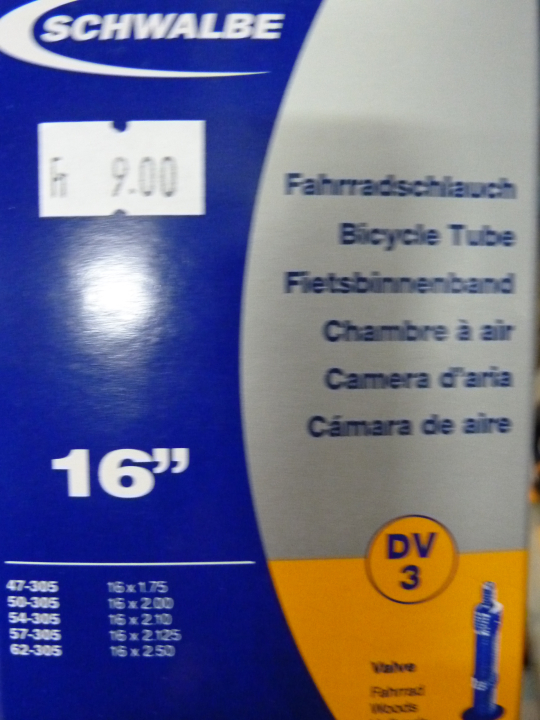 SCHWALBE
Fr 9.00
Fahrradschlauch
Bicycle Tube
Fietsbinnenband
Chambre à air
Camera d'aria
Cámara de aire
16”
DV
3
47-305 16 x 1.75
50-305 16 x 2.00
54-305 16 x 2.10
57-305 16 x 2.125
62-305 16 x 2.50
Valve
Fahrrad
Woods